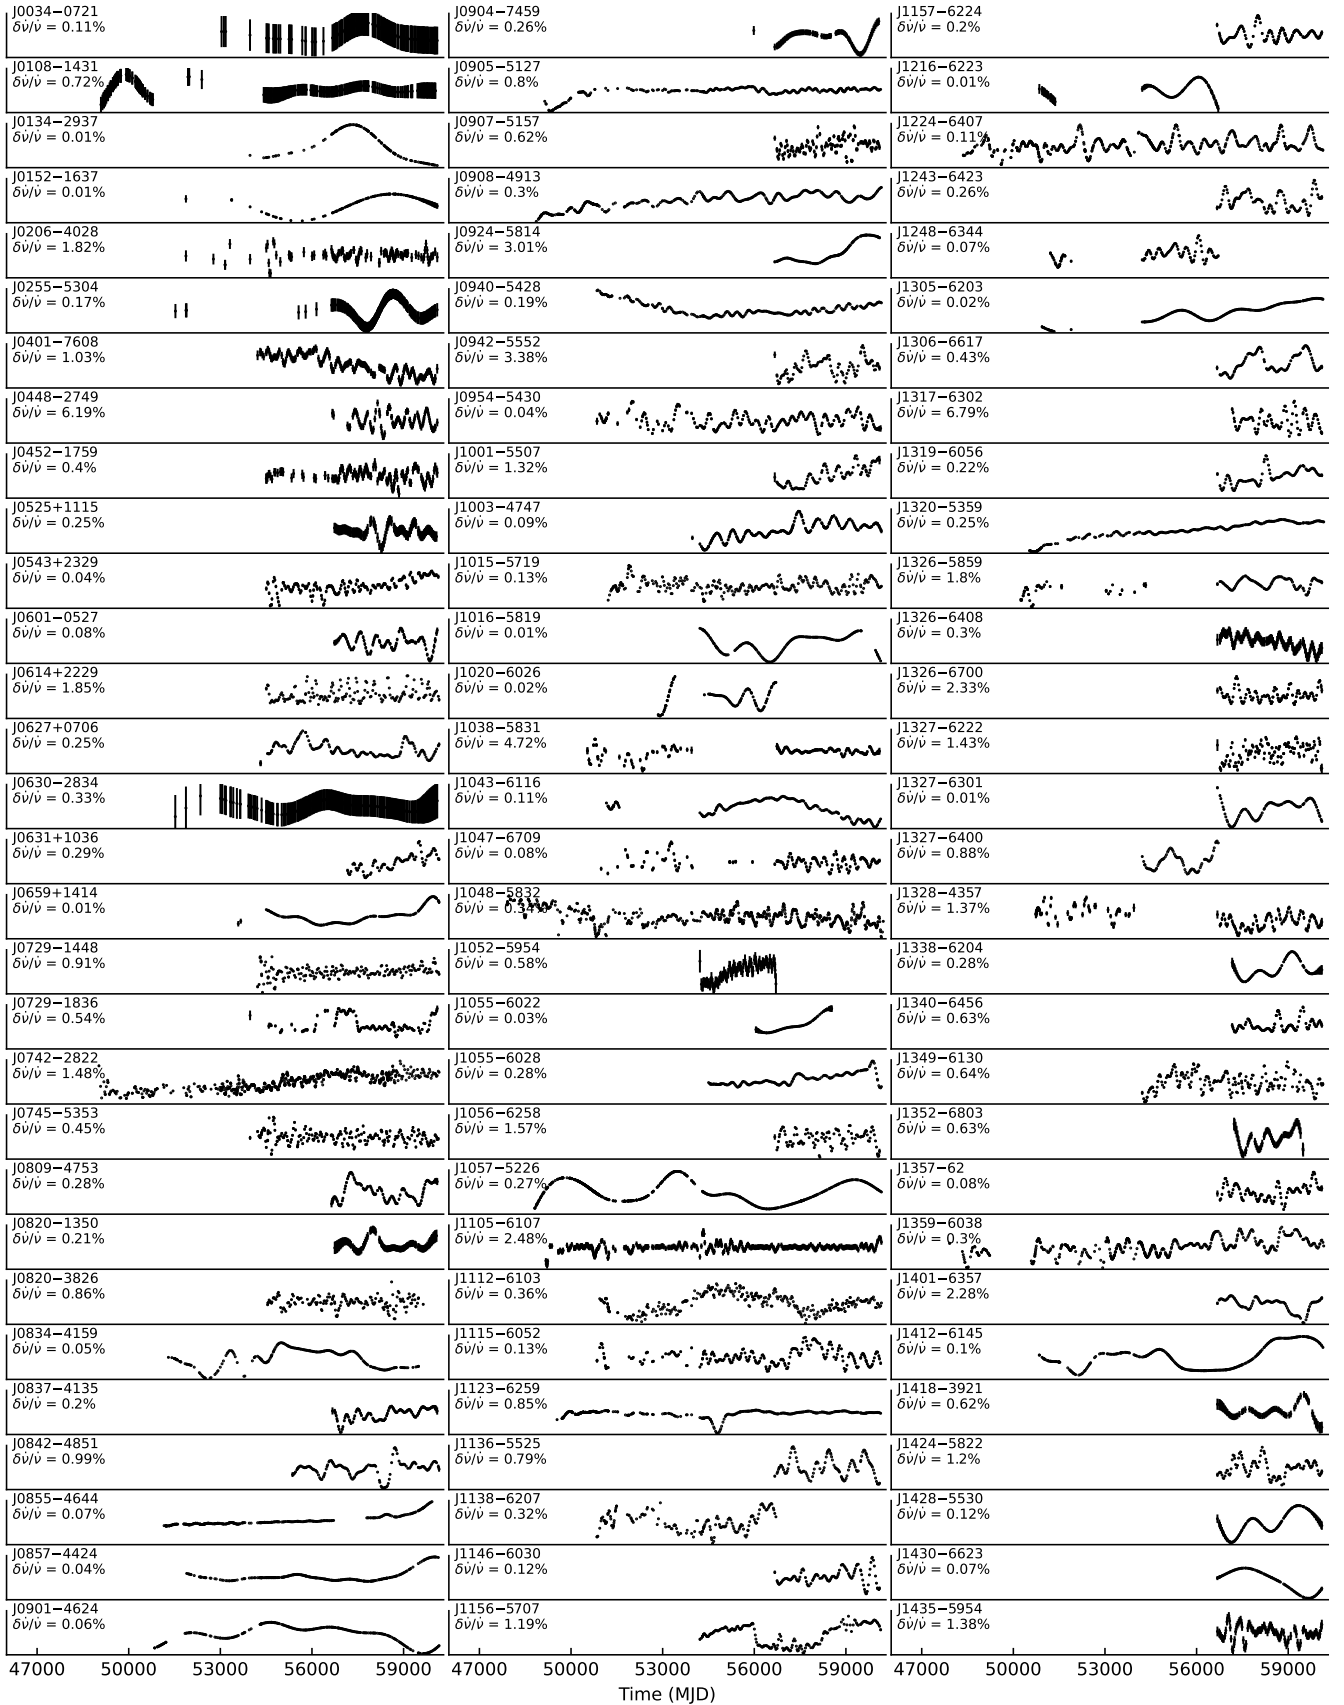 J0034−0721
δν̇/ν̇ = 0.11%
J0108−1431
δν̇/ν̇ = 0.72%
J0134−2937
δν̇/ν̇ = 0.01%
J0152−1637
δν̇/ν̇ = 0.01%
J0206−4028
δν̇/ν̇ = 1.82%
J0255−5304
δν̇/ν̇ = 0.17%
J0401−7608
δν̇/ν̇ = 1.03%
J0448−2749
δν̇/ν̇ = 6.19%
J0452−1759
δν̇/ν̇ = 0.4%
J0525+1115
δν̇/ν̇ = 0.25%
J0543+2329
δν̇/ν̇ = 0.04%
J0601−0527
δν̇/ν̇ = 0.08%
J0614+2229
δν̇/ν̇ = 1.85%
J0627+0706
δν̇/ν̇ = 0.25%
J0630−2834
δν̇/ν̇ = 0.33%
J0631+1036
δν̇/ν̇ = 0.29%
J0659+1414
δν̇/ν̇ = 0.01%
J0729−1448
δν̇/ν̇ = 0.91%
J0729−1836
δν̇/ν̇ = 0.54%
J0742−2822
δν̇/ν̇ = 1.48%
J0745−5353
δν̇/ν̇ = 0.45%
J0809−4753
δν̇/ν̇ = 0.28%
J0820−1350
δν̇/ν̇ = 0.21%
J0820−3826
δν̇/ν̇ = 0.86%
J0834−4159
δν̇/ν̇ = 0.05%
J0837−4135
δν̇/ν̇ = 0.2%
J0842−4851
δν̇/ν̇ = 0.99%
J0855−4644
δν̇/ν̇ = 0.07%
J0857−4424
δν̇/ν̇ = 0.04%
J0901−4624
δν̇/ν̇ = 0.06%
47000 50000 53000 56000 59000
J0904−7459
δν̇/ν̇ = 0.26%
J0905−5127
δν̇/ν̇ = 0.8%
J0907−5157
δν̇/ν̇ = 0.62%
J0908−4913
δν̇/ν̇ = 0.3%
J0924−5814
δν̇/ν̇ = 3.01%
J0940−5428
δν̇/ν̇ = 0.19%
J0942−5552
δν̇/ν̇ = 3.38%
J0954−5430
δν̇/ν̇ = 0.04%
J1001−5507
δν̇/ν̇ = 1.32%
J1003−4747
δν̇/ν̇ = 0.09%
J1015−5719
δν̇/ν̇ = 0.13%
J1016−5819
δν̇/ν̇ = 0.01%
J1020−6026
δν̇/ν̇ = 0.02%
J1038−5831
δν̇/ν̇ = 4.72%
J1043−6116
δν̇/ν̇ = 0.11%
J1047−6709
δν̇/ν̇ = 0.08%
J1048−5832
δν̇/ν̇ = 0.34%
J1052−5954
δν̇/ν̇ = 0.58%
J1055−6022
δν̇/ν̇ = 0.03%
J1055−6028
δν̇/ν̇ = 0.28%
J1056−6258
δν̇/ν̇ = 1.57%
J1057−5226
δν̇/ν̇ = 0.27%
J1105−6107
δν̇/ν̇ = 2.48%
J1112−6103
δν̇/ν̇ = 0.36%
J1115−6052
δν̇/ν̇ = 0.13%
J1123−6259
δν̇/ν̇ = 0.85%
J1136−5525
δν̇/ν̇ = 0.79%
J1138−6207
δν̇/ν̇ = 0.32%
J1146−6030
δν̇/ν̇ = 0.12%
J1156−5707
δν̇/ν̇ = 1.19%
47000 50000 53000 56000 59000
Time (MJD)
J1157−6224
δν̇/ν̇ = 0.2%
J1216−6223
δν̇/ν̇ = 0.01%
J1224−6407
δν̇/ν̇ = 0.11%
J1243−6423
δν̇/ν̇ = 0.26%
J1248−6344
δν̇/ν̇ = 0.07%
J1305−6203
δν̇/ν̇ = 0.02%
J1306−6617
δν̇/ν̇ = 0.43%
J1317−6302
δν̇/ν̇ = 6.79%
J1319−6056
δν̇/ν̇ = 0.22%
J1320−5359
δν̇/ν̇ = 0.25%
J1326−5859
δν̇/ν̇ = 1.8%
J1326−6408
δν̇/ν̇ = 0.3%
J1326−6700
δν̇/ν̇ = 2.33%
J1327−6222
δν̇/ν̇ = 1.43%
J1327−6301
δν̇/ν̇ = 0.01%
J1327−6400
δν̇/ν̇ = 0.88%
J1328−4357
δν̇/ν̇ = 1.37%
J1338−6204
δν̇/ν̇ = 0.28%
J1340−6456
δν̇/ν̇ = 0.63%
J1349−6130
δν̇/ν̇ = 0.64%
J1352−6803
δν̇/ν̇ = 0.63%
J1357−62
δν̇/ν̇ = 0.08%
J1359−6038
δν̇/ν̇ = 0.3%
J1401−6357
δν̇/ν̇ = 2.28%
J1412−6145
δν̇/ν̇ = 0.1%
J1418−3921
δν̇/ν̇ = 0.62%
J1424−5822
δν̇/ν̇ = 1.2%
J1428−5530
δν̇/ν̇ = 0.12%
J1430−6623
δν̇/ν̇ = 0.07%
J1435−5954
δν̇/ν̇ = 1.38%
47000 50000 53000 56000 59000